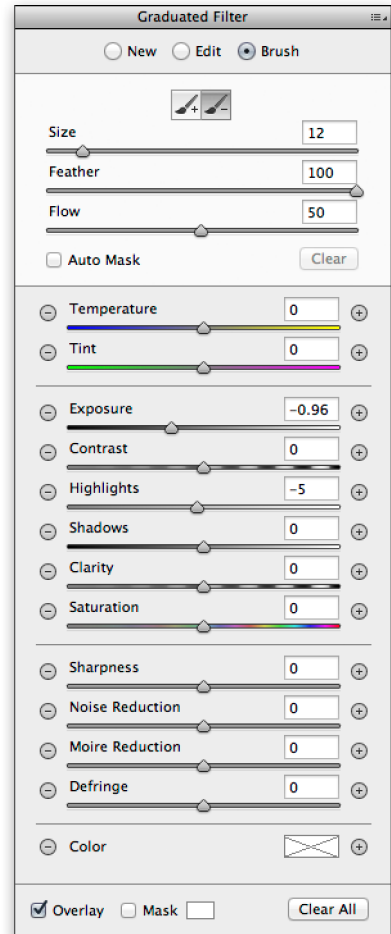 Graduated Filter
New Edit Brush
Size 12
Feather 100
Flow 50
Auto Mask Clear
Temperature 0
Tint 0
Exposure -0.96
Contrast 0
Highlights -5
Shadows 0
Clarity 0
Saturation 0
Sharpness 0
Noise Reduction 0
Moire Reduction 0
Defringe 0
Color
Overlay Mask Clear All